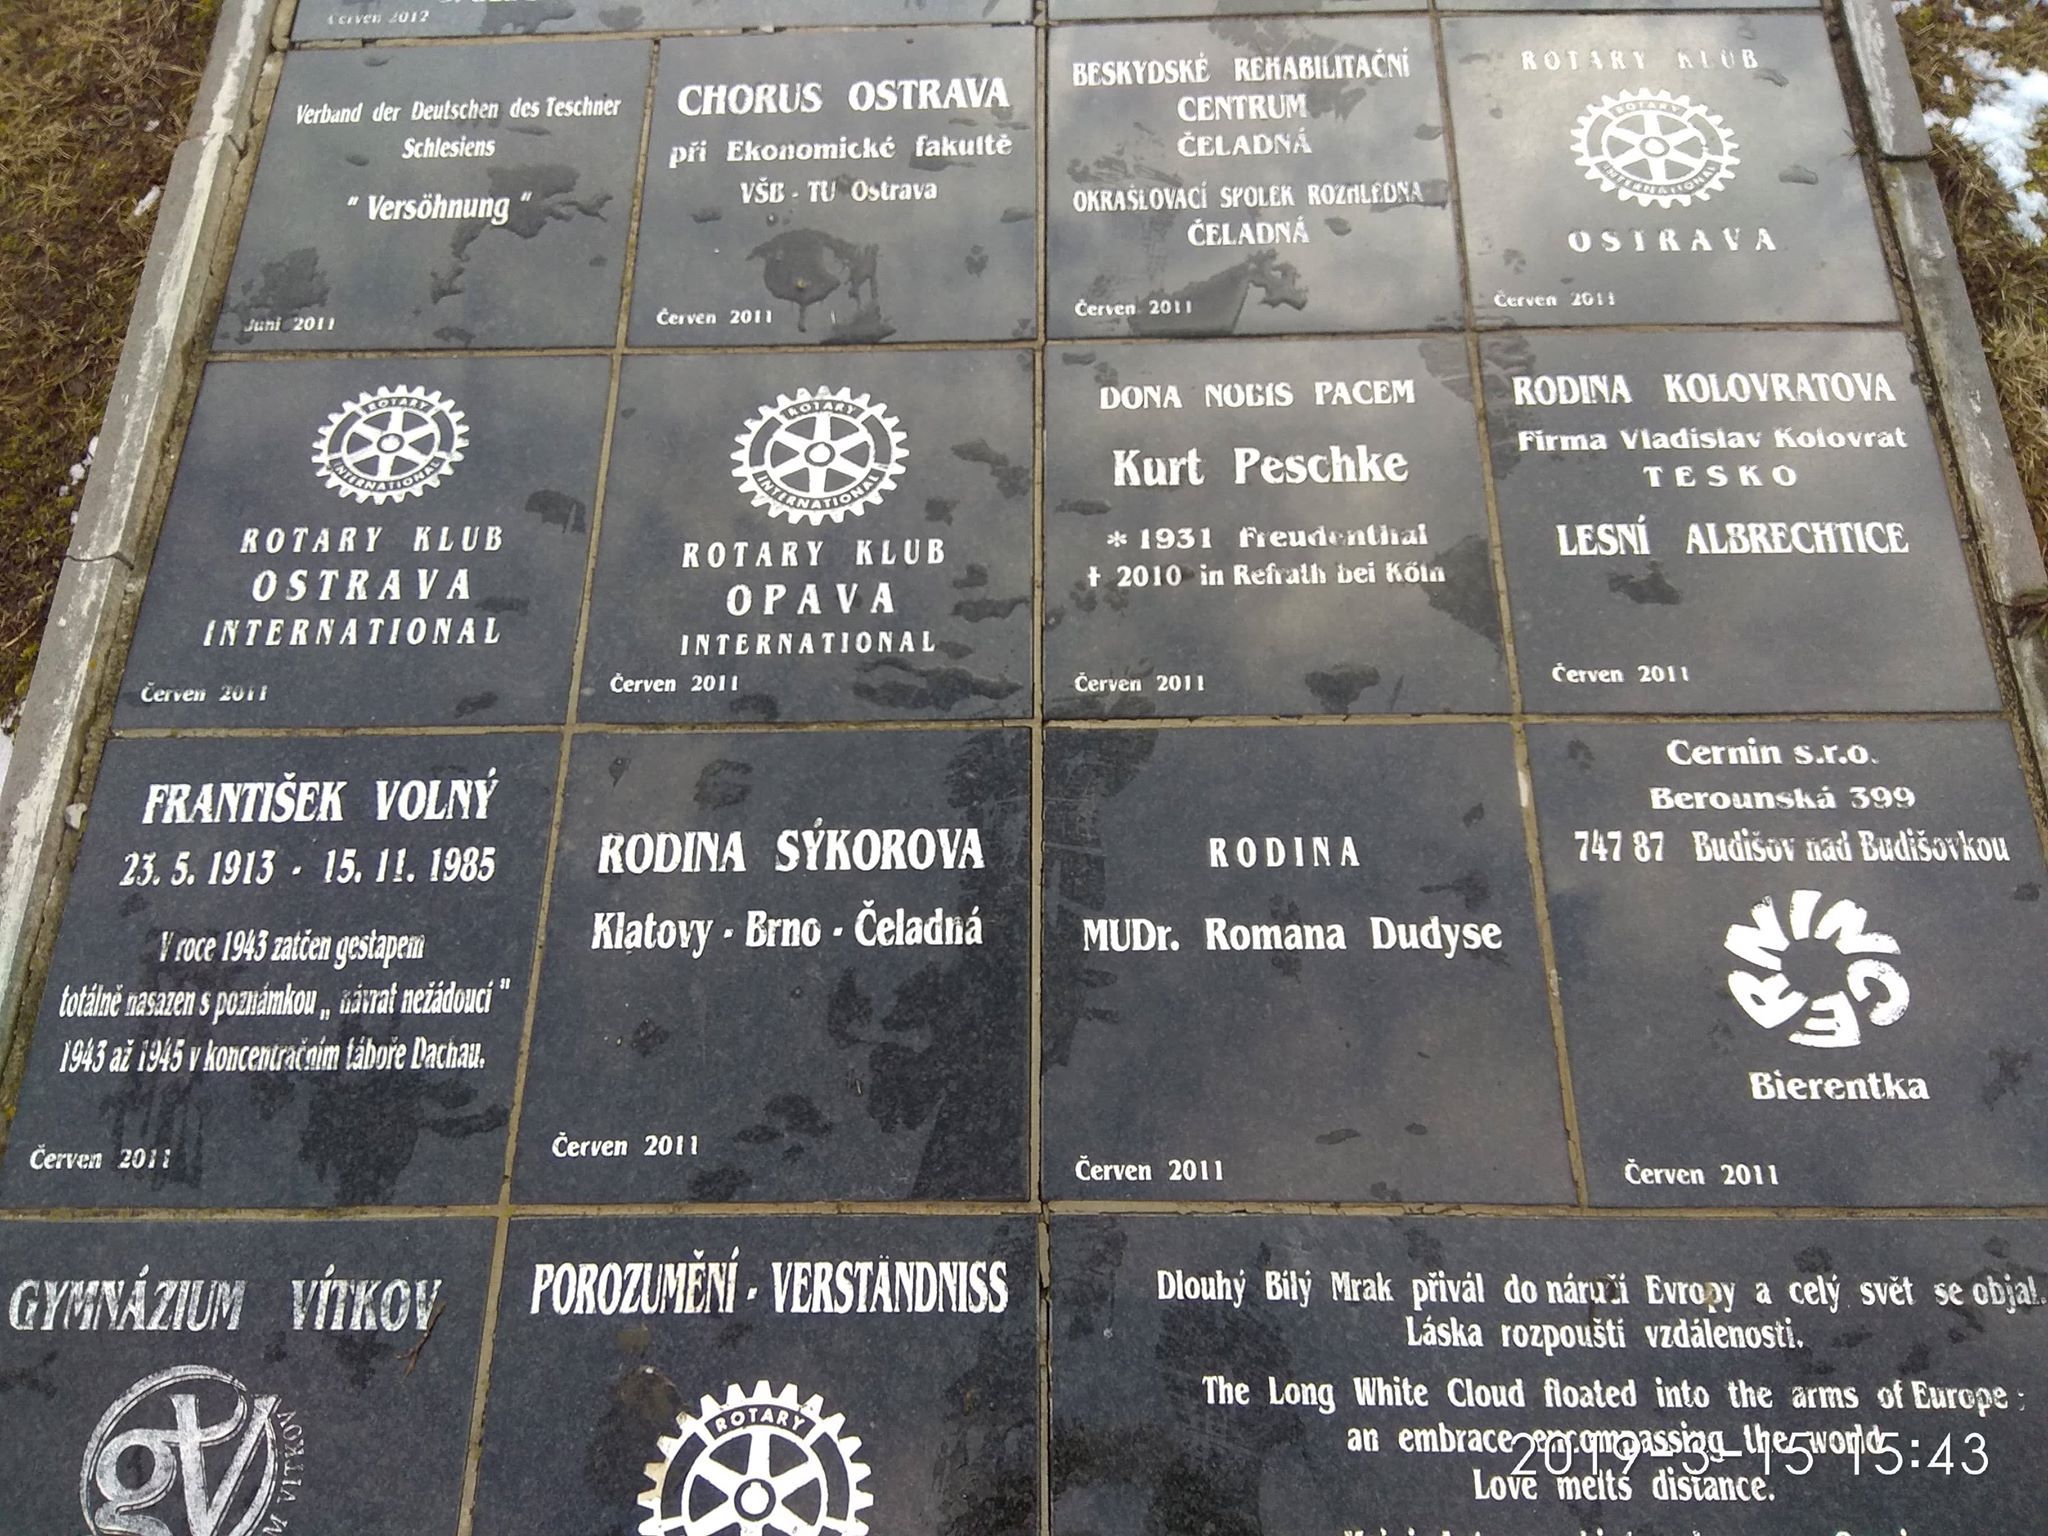 Červen 2012
Verband der Deutschen des Teschner
Schlesiens
" Versöhnung "
Juni 2011
CHORUS OSTRAVA
při Ekonomické fakultě
VŠB - TU Ostrava
Červen 2011
BESKYDSKÉ REHABILITAČNÍ
CENTRUM
ČELADNÁ
OKRAŠLOVACÍ SPOLEK ROZHLEDNA
ČELADNÁ
Červen 2011
ROTARY KLUB
ROTARY
INTERNATIONAL
OSTRAVA
Červen 2011
ROTARY
INTERNATIONAL
ROTARY KLUB
OSTRAVA
INTERNATIONAL
Červen 2011
ROTARY
INTERNATIONAL
ROTARY KLUB
OPAVA
INTERNATIONAL
Červen 2011
DONA NOBIS PACEM
Kurt Peschke
* 1931 Freudenthal
† 2010 in Refrath bei Köln
Červen 2011
RODINA KOLOVRATOVA
Firma Vladislav Kolovrat
TESKO
LESNÍ ALBRECHTICE
Červen 2011
FRANTIŠEK VOLNÝ
23. 5. 1913 - 15. 11. 1985
V roce 1943 zatčen gestapem
totálně nasazen s poznámkou „ návrat nežádoucí "
1943 až 1945 v koncentračním táboře Dachau.
Červen 2011
RODINA SÝKOROVA
Klatovy - Brno - Čeladná
Červen 2011
RODINA
MUDr. Romana Dudyse
Červen 2011
Cernin s.r.o.
Berounská 399
747 87 Budišov nad Budišovkou
CERNIN
Bierentka
Červen 2011
GYMNÁZIUM VÍTKOV
gv
VÍTKOV
POROZUMĚNÍ - VERSTÄNDNISS
ROTARY
Dlouhý Bílý Mrak přivál do náručí Evropy a celý svět se objal.
Láska rozpouští vzdálenosti.
The Long White Cloud floated into the arms of Europe :
an embrace encompassing the world
Love melts distance.
2019-3-15 15:43